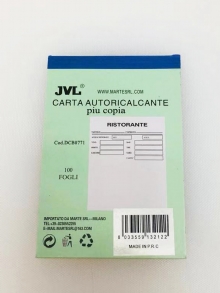 JVL
WWW.MARTESRL.COM
CARTA AUTORICALCANTE
piu copia
Cod.DCB8771
RISTORANTE
100
FOGLI
IMPORTATO DA MARTE SRL-MILANO
MADE IN P.R.C